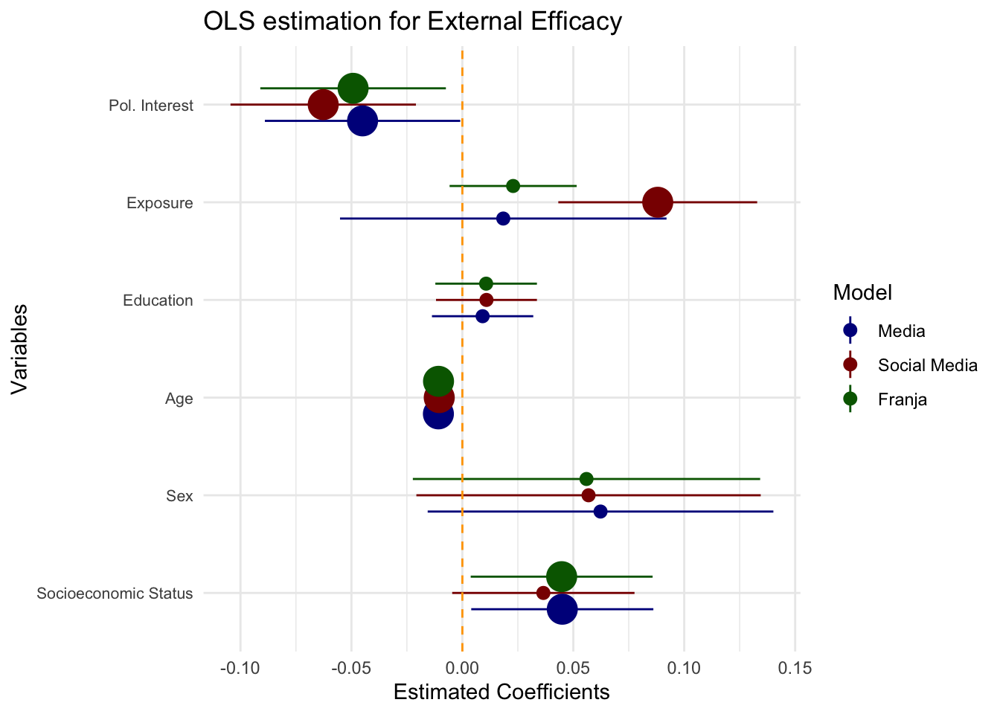 OLS estimation for External Efficacy
Variables
Pol. Interest
Exposure
Education
Age
Sex
Socioeconomic Status
-0.10 -0.05 0.00 0.05 0.10 0.15
Estimated Coefficients
Model
Media
Social Media
Franja